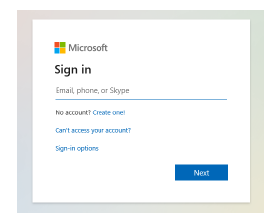 Microsoft
Sign in
Email, phone, or Skype
No account? Create one!
Can't access your account?
Sign-in options
Next